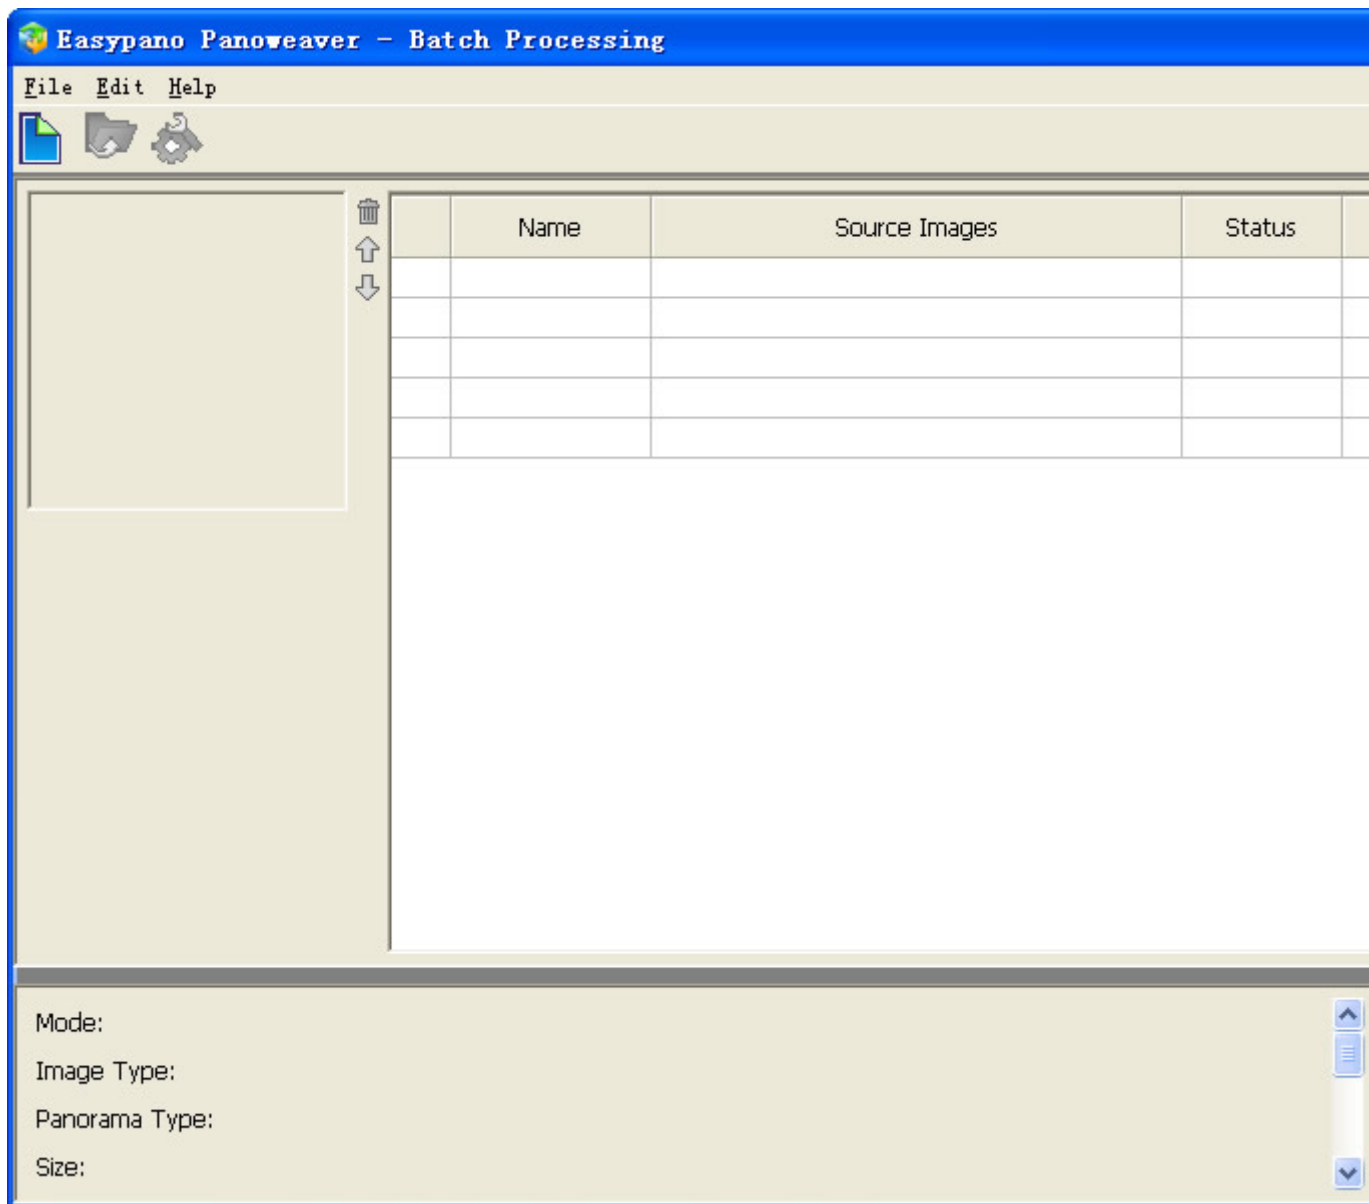 Easypano Panoweaver - Batch Processing
File Edit Help
Name Source Images Status
Mode:
Image Type:
Panorama Type:
Size: